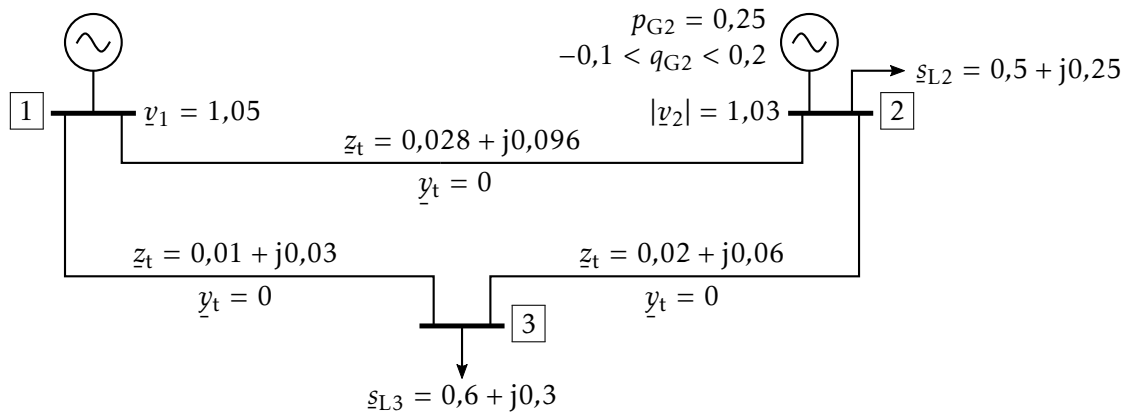 p_G2 = 0,25
−0,1 < q_G2 < 0,2
s_L2 = 0,5 + j0,25
1
v_1 = 1,05
|v_2| = 1,03
2
z_t = 0,028 + j0,096
y_t = 0
z_t = 0,01 + j0,03
z_t = 0,02 + j0,06
y_t = 0
y_t = 0
3
s_L3 = 0,6 + j0,3